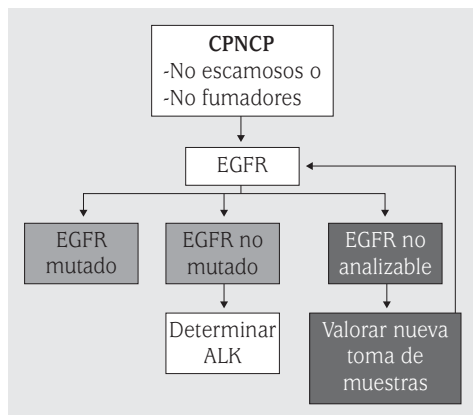 CPNCP
-No escamosos o
-No fumadores
EGFR
EGFR
mutado
EGFR no
mutado
EGFR no
analizable
Determinar
ALK
Valorar nueva
toma de
muestras